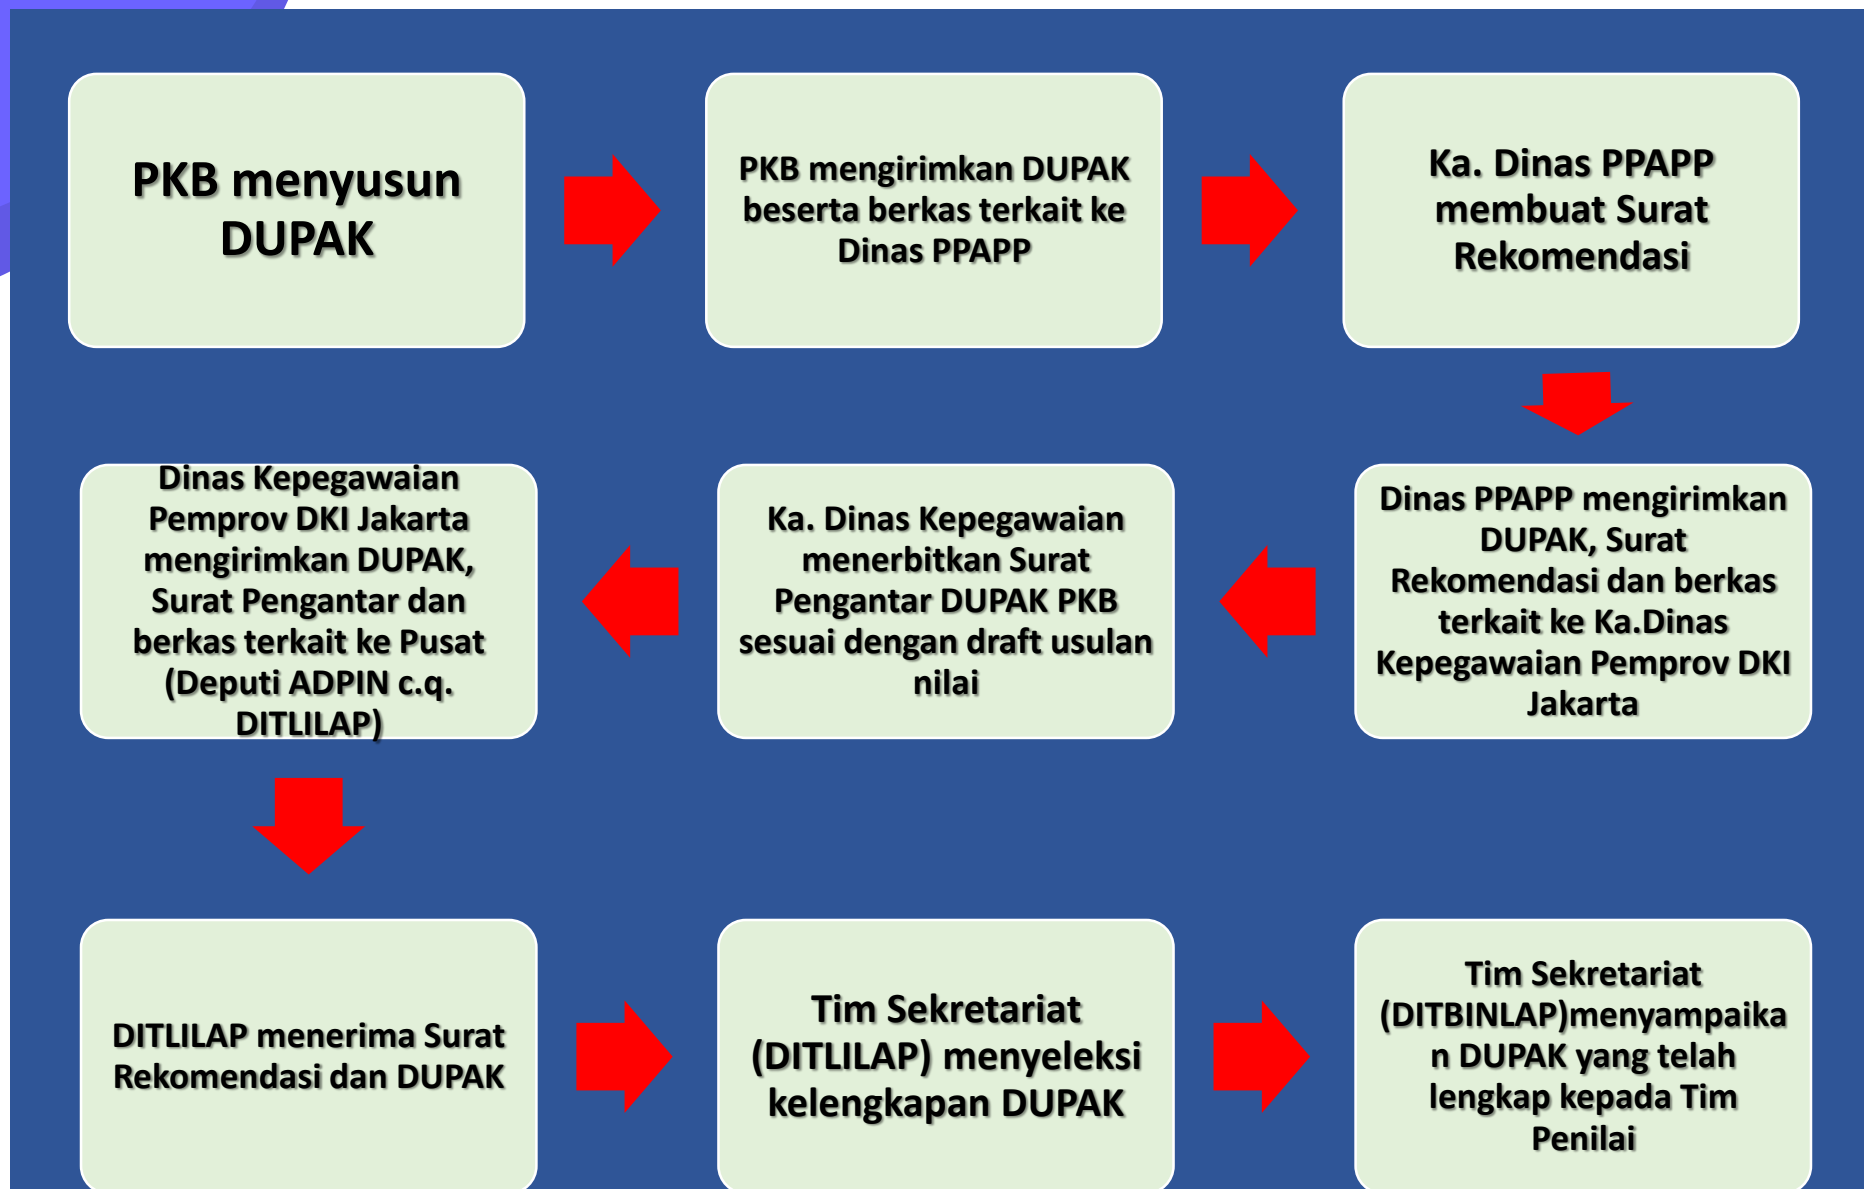 PKB menyusun
DUPAK
PKB mengirimkan DUPAK
beserta berkas terkait ke
Dinas PPAPP
Ka. Dinas PPAPP
membuat Surat
Rekomendasi
Dinas PPAPP mengirimkan
DUPAK, Surat
Rekomendasi dan berkas
terkait ke Ka.Dinas
Kepegawaian Pemprov DKI
Jakarta
Ka. Dinas Kepegawaian
menerbitkan Surat
Pengantar DUPAK PKB
sesuai dengan draft usulan
nilai
Dinas Kepegawaian
Pemprov DKI Jakarta
mengirimkan DUPAK,
Surat Pengantar dan
berkas terkait ke Pusat
(Deputi ADPIN c.q.
DITLILAP)
DITLILAP menerima Surat
Rekomendasi dan DUPAK
Tim Sekretariat
(DITLILAP) menyeleksi
kelengkapan DUPAK
Tim Sekretariat
(DITBINLAP)menyampaika
n DUPAK yang telah
lengkap kepada Tim
Penilai